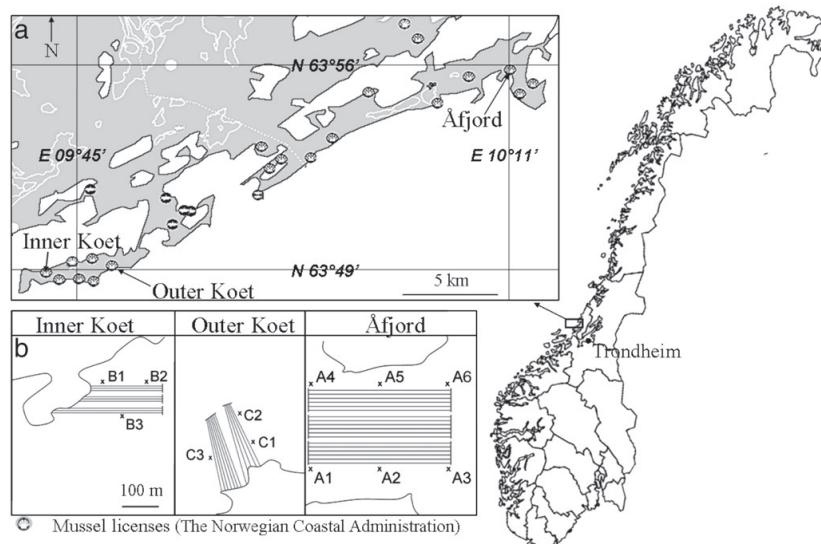 a
N
N 63°56'
Åfjord
E 09°45'
E 10°11'
Inner Koet
Outer Koet
N 63°49'
5 km
Trondheim
Inner Koet
Outer Koet
Åfjord
b
B1
B2
B3
100 m
C2
C1
C3
A4
A5
A6
A1
A2
A3
Mussel licenses (The Norwegian Coastal Administration)